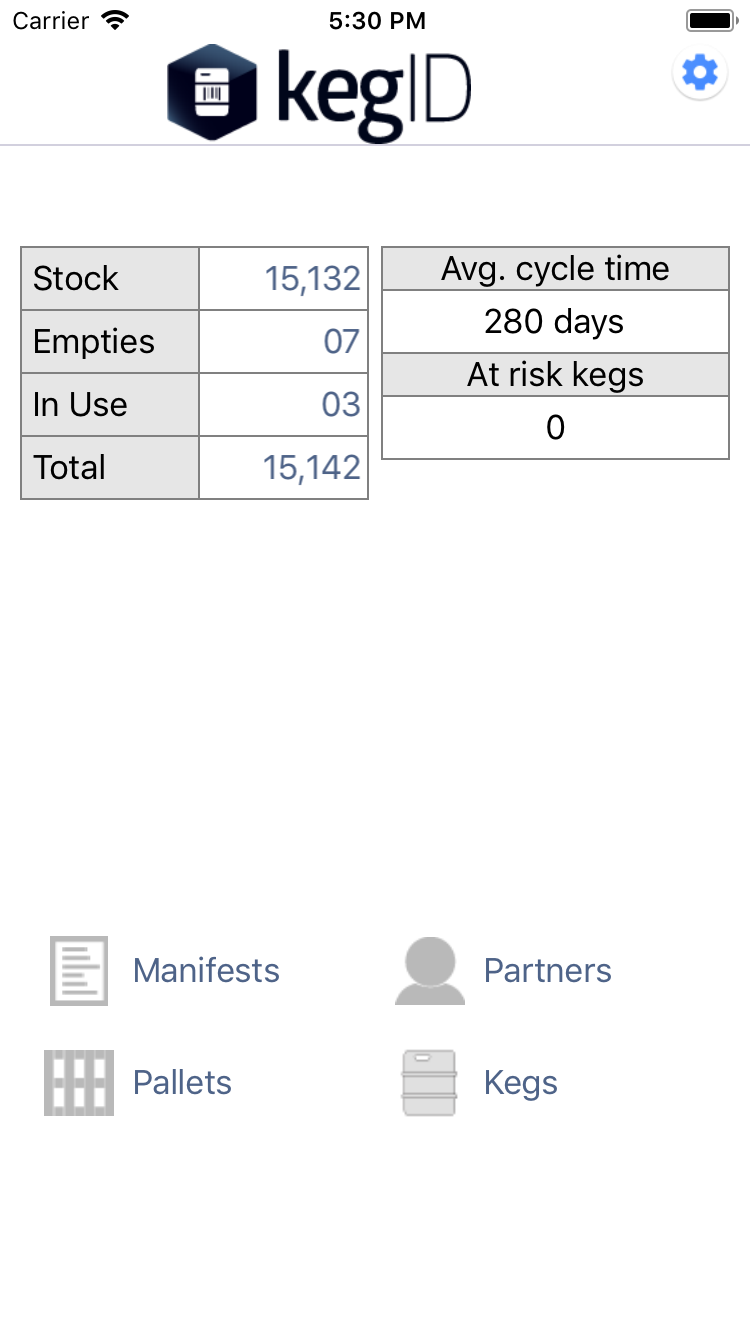 Carrier 5:30 PM
kegID
Stock 15,132
Empties 07
In Use 03
Total 15,142
Avg. cycle time
280 days
At risk kegs
0
Manifests
Partners
Pallets
Kegs